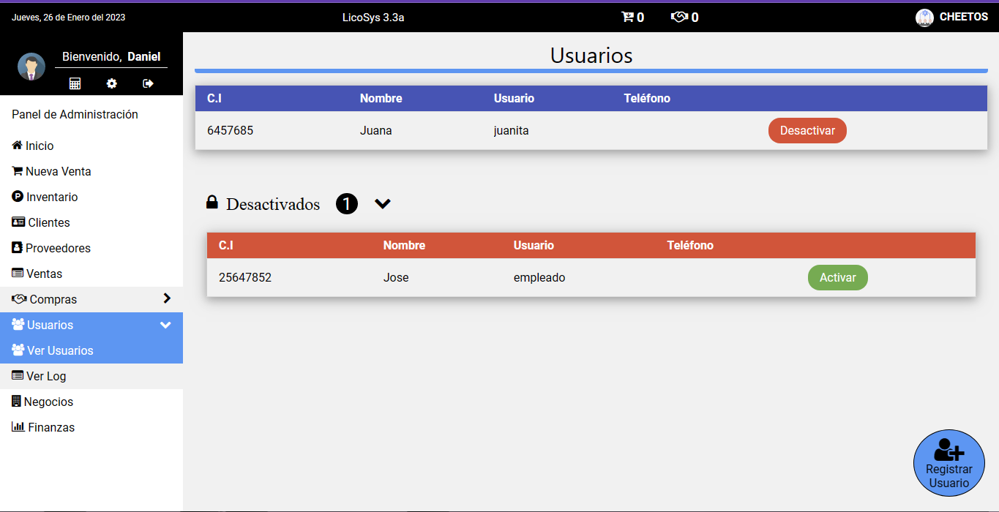 Jueves, 26 de Enero del 2023
LicoSys 3.3a
0
0
CHEETOS
Bienvenido, Daniel
Panel de Administración
Inicio
Nueva Venta
Inventario
Clientes
Proveedores
Ventas
Compras
Usuarios
Ver Usuarios
Ver Log
Negocios
Finanzas
Usuarios
C.I Nombre Usuario Teléfono
6457685 Juana juanita Desactivar
Desactivados 1
C.I Nombre Usuario Teléfono
25647852 Jose empleado Activar
Registrar
Usuario